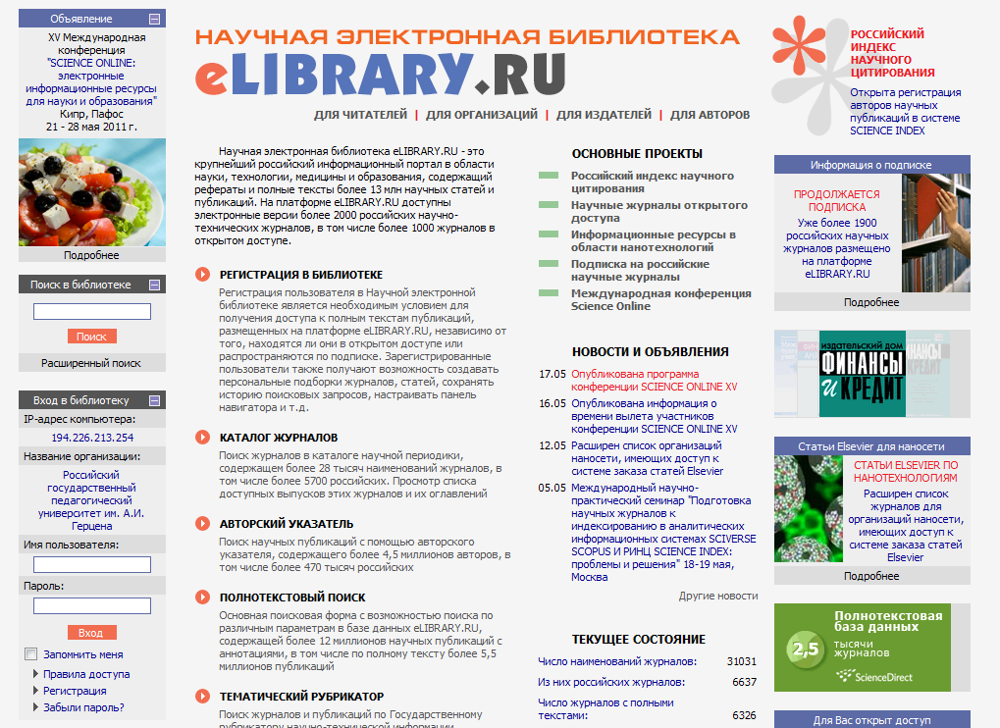 Объявление
XV Международная
конференция
"SCIENCE ONLINE:
электронные
информационные ресурсы
для науки и образования"
Кипр, Пафос
21 - 28 мая 2011 г.
Подробнее
Поиск в библиотеке
Поиск
Расширенный поиск
Вход в библиотеку
IP-адрес компьютера:
194.226.213.254
Название организации:
Российский
государственный
педагогический
университет им. А.И.
Герцена
Имя пользователя:
Пароль:
Вход
Запомнить меня
Правила доступа
Регистрация
Забыли пароль?
НАУЧНАЯ ЭЛЕКТРОННАЯ БИБЛИОТЕКА
eLIBRARY.RU
ДЛЯ ЧИТАТЕЛЕЙ | ДЛЯ ОРГАНИЗАЦИЙ | ДЛЯ ИЗДАТЕЛЕЙ | ДЛЯ АВТОРОВ
Научная электронная библиотека eLIBRARY.RU - это
крупнейший российский информационный портал в области
науки, технологии, медицины и образования, содержащий
рефераты и полные тексты более 13 млн научных статей и
публикаций. На платформе eLIBRARY.RU доступны
электронные версии более 2000 российских научно-
технических журналов, в том числе более 1000 журналов в
открытом доступе.
РЕГИСТРАЦИЯ В БИБЛИОТЕКЕ
Регистрация пользователя в Научной электронной
библиотеке является необходимым условием для
получения доступа к полным текстам публикаций,
размещенных на платформе eLIBRARY.RU, независимо от
того, находятся ли они в открытом доступе или
распространяются по подписке. Зарегистрированные
пользователи также получают возможность создавать
персональные подборки журналов, статей, сохранять
историю поисковых запросов, настраивать панель
навигатора и т.д.
КАТАЛОГ ЖУРНАЛОВ
Поиск журналов в каталоге научной периодики,
содержащем более 28 тысяч наименований журналов, в
том числе более 5700 российских. Просмотр списка
доступных выпусков этих журналов и их оглавлений
АВТОРСКИЙ УКАЗАТЕЛЬ
Поиск научных публикаций с помощью авторского
указателя, содержащего более 4,5 миллионов авторов, в
том числе более 470 тысяч российских
ПОЛНОТЕКСТОВЫЙ ПОИСК
Основная поисковая форма с возможностью поиска по
различным параметрам в базе данных eLIBRARY.RU,
содержащей более 12 миллионов научных публикаций с
аннотациями, в том числе по полному тексту более 5,5
миллионов публикаций
ТЕМАТИЧЕСКИЙ РУБРИКАТОР
Поиск журналов и публикаций по Государственному
рубрикатору научно-технической информации
ОСНОВНЫЕ ПРОЕКТЫ
Российский индекс научного
цитирования
Научные журналы открытого
доступа
Информационные ресурсы в
области нанотехнологий
Подписка на российские
научные журналы
Международная конференция
Science Online
НОВОСТИ И ОБЪЯВЛЕНИЯ
17.05 Опубликована программа
конференции SCIENCE ONLINE XV
16.05 Опубликована информация о
времени вылета участников
конференции SCIENCE ONLINE XV
12.05 Расширен список организаций
наносети, имеющих доступ к
системе заказа статей Elsevier
05.05 Международный научно-
практический семинар "Подготовка
научных журналов к
индексированию в аналитических
информационных системах SCIVERSE
SCOPUS И РИНЦ SCIENCE INDEX:
проблемы и решения" 18-19 мая,
Москва
Другие новости
ТЕКУЩЕЕ СОСТОЯНИЕ
Число наименований журналов: 31031
Из них российских журналов: 6637
Число журналов с полными
текстами: 6326
РОССИЙСКИЙ
ИНДЕКС
НАУЧНОГО
ЦИТИРОВАНИЯ
Открыта регистрация
авторов научных
публикаций в системе
SCIENCE INDEX
Информация о подписке
ПРОДОЛЖАЕТСЯ
ПОДПИСКА
Уже более 1900
российских научных
журналов размещено
на платформе
eLIBRARY.RU
Подробнее
ИЗДАТЕЛЬСКИЙ ДОМ
ФИНАНСЫ
И КРЕДИТ
Статьи Elsevier для наносети
СТАТЬИ ELSEVIER ПО
НАНОТЕХНОЛОГИЯМ
Расширен список
журналов для
организаций наносети,
имеющих доступ к
системе заказа статей
Elsevier
Подробнее
Полнотекстовая
база данных
2,5 тысячи
журналов
ScienceDirect
Для Вас открыт доступ